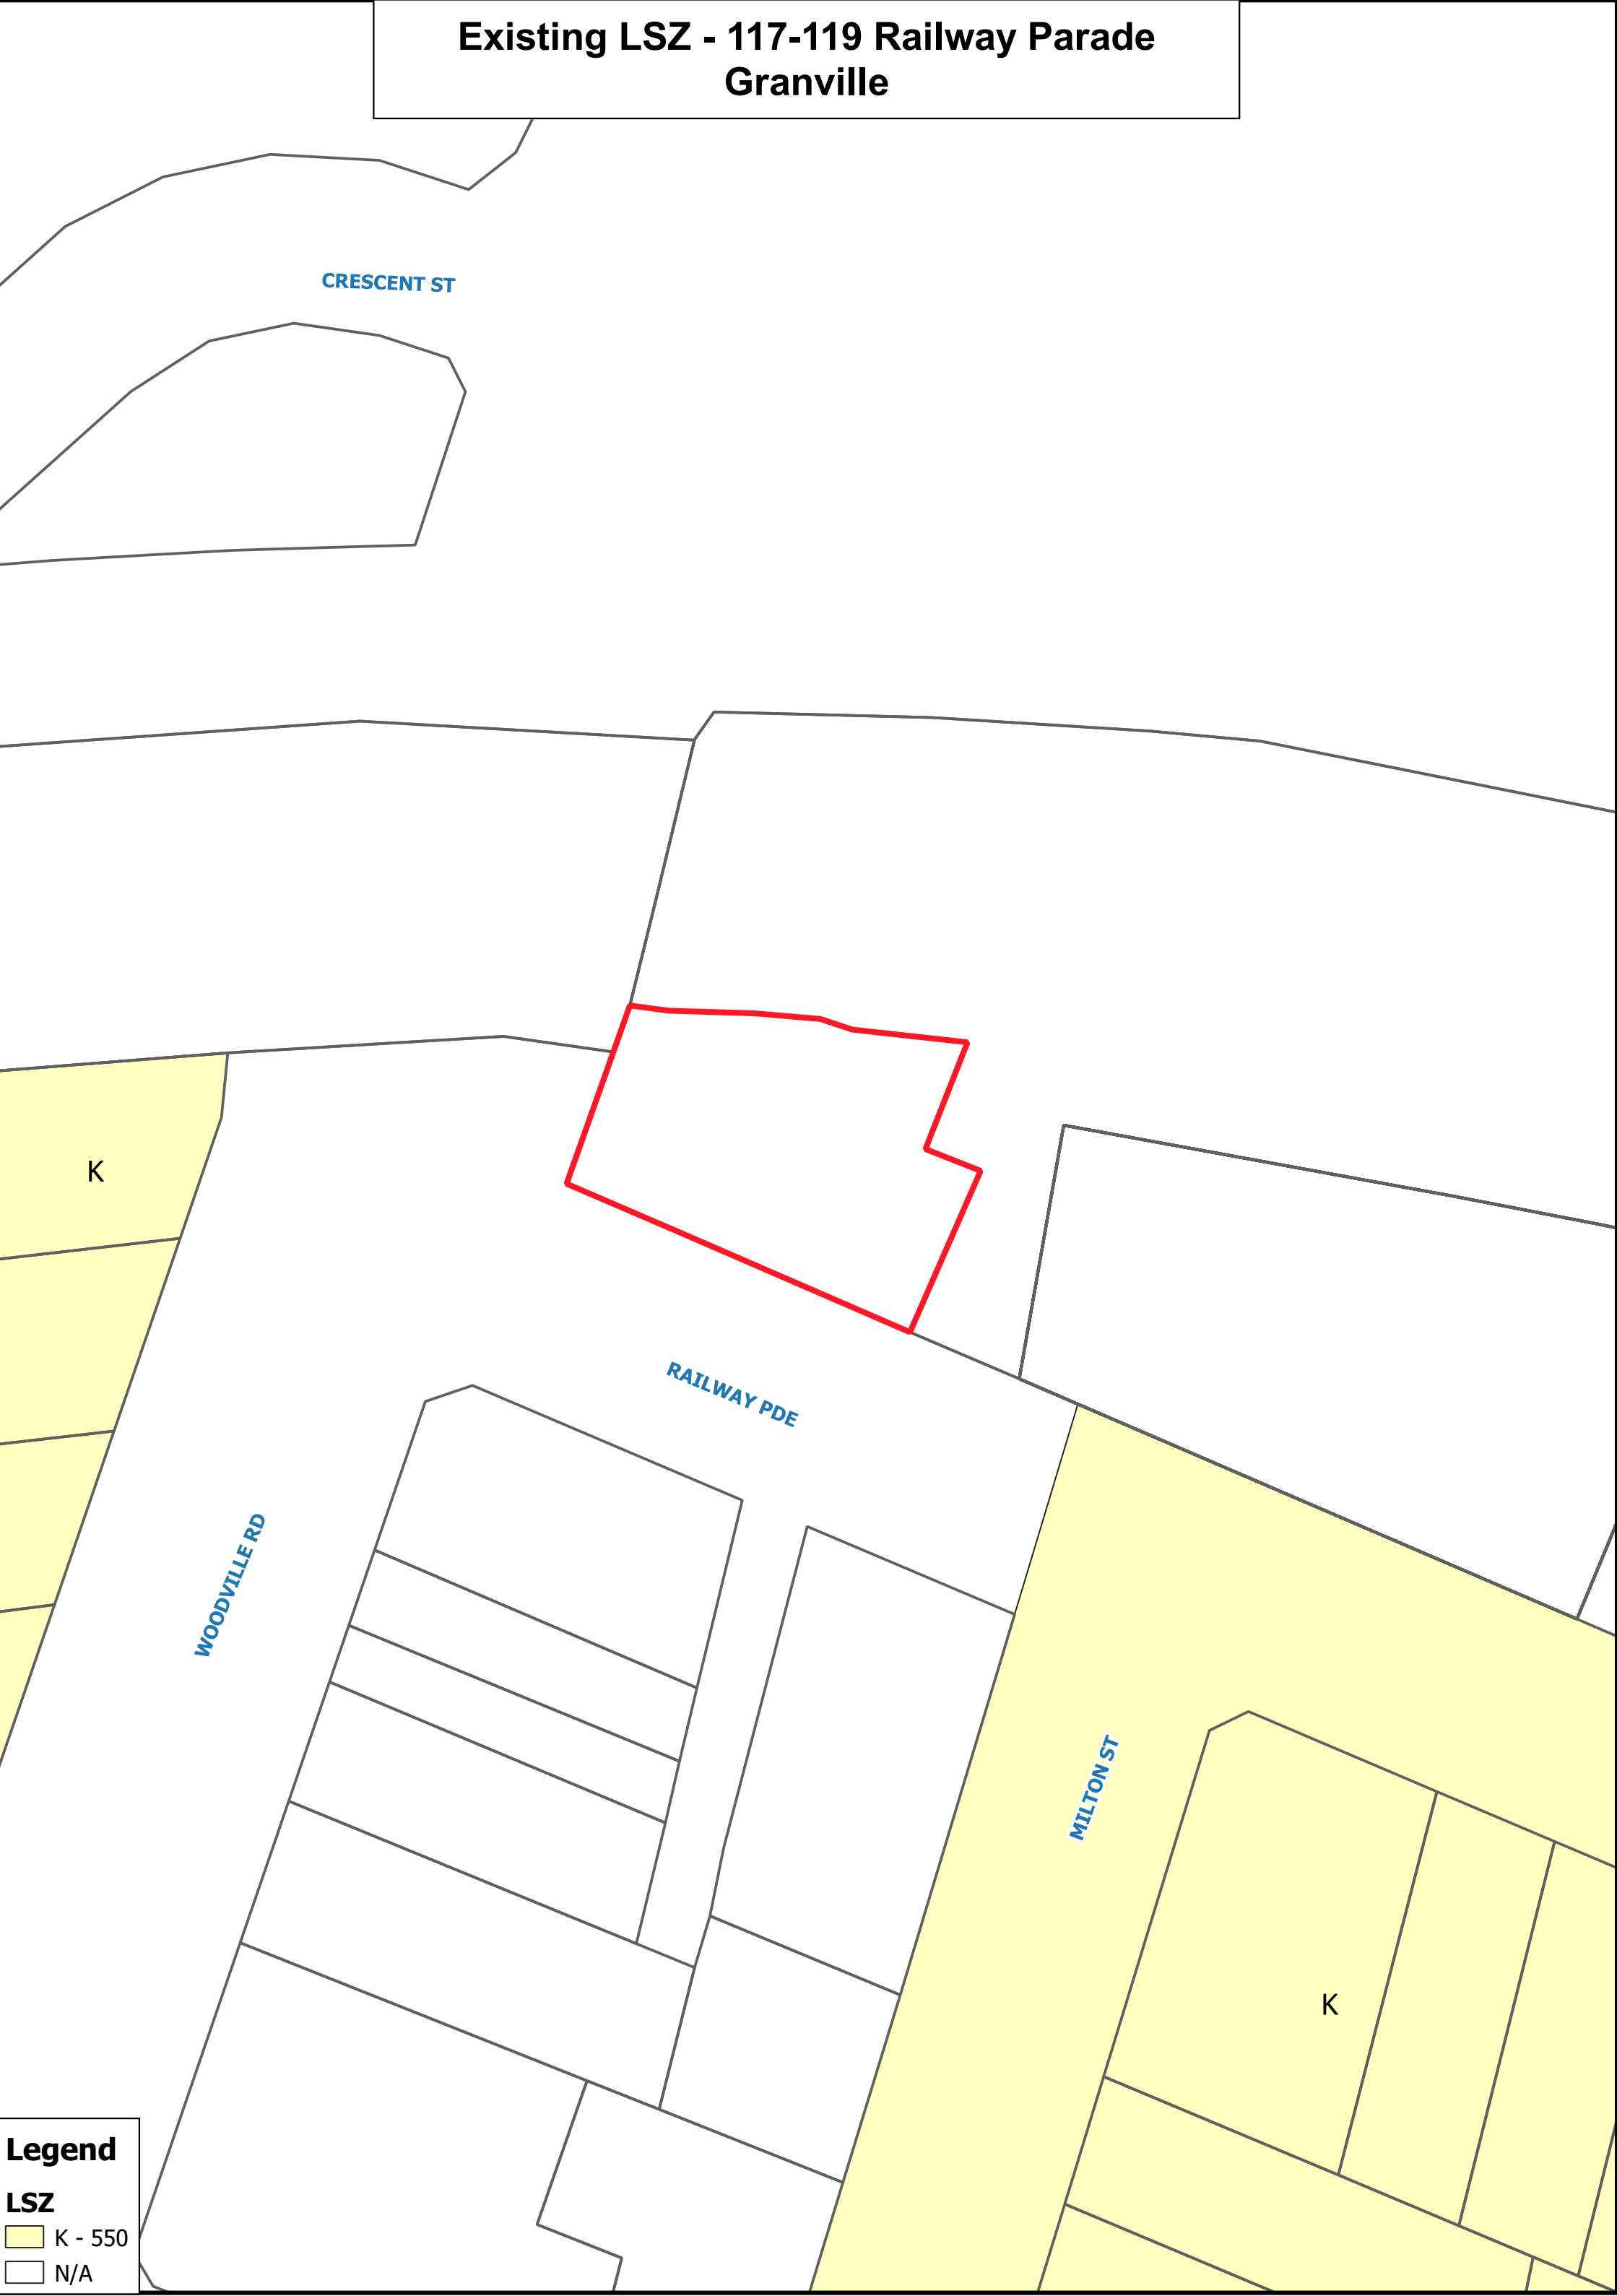 Existing LSZ - 117-119 Railway Parade
Granville
CRESCENT ST
K
RAILWAY PDE
WOODVILLE RD
MILTON ST
K
Legend
LSZ
K - 550
N/A